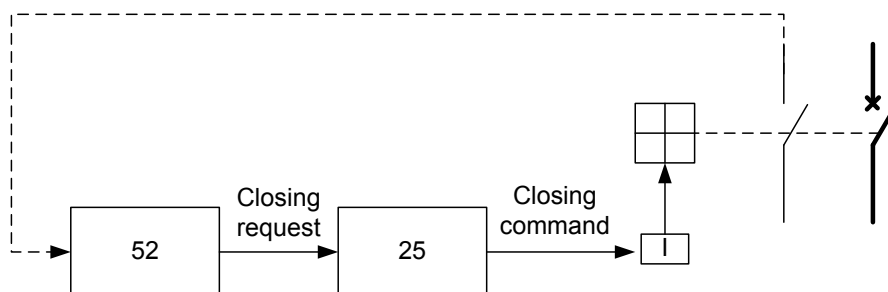 Closing
request
Closing
command
52
25
I